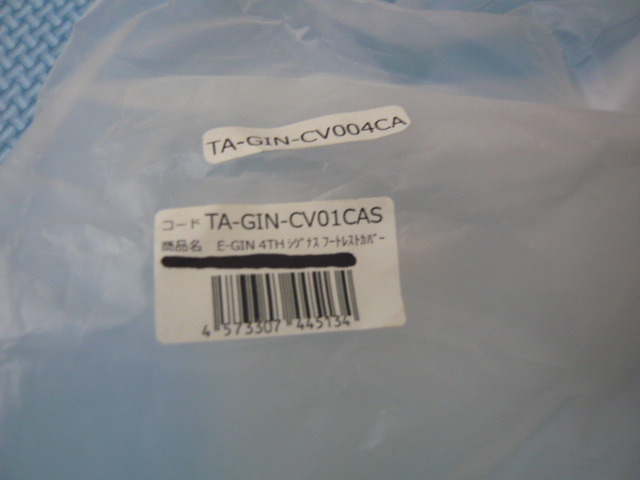 TA-GIN-CV004CA
コード TA-GIN-CV01CAS
商品名 E-GIN 4TH ｼｸﾞﾅｽ ﾌｰﾄﾚｽﾄｶﾊﾞｰ
4 573307 445134